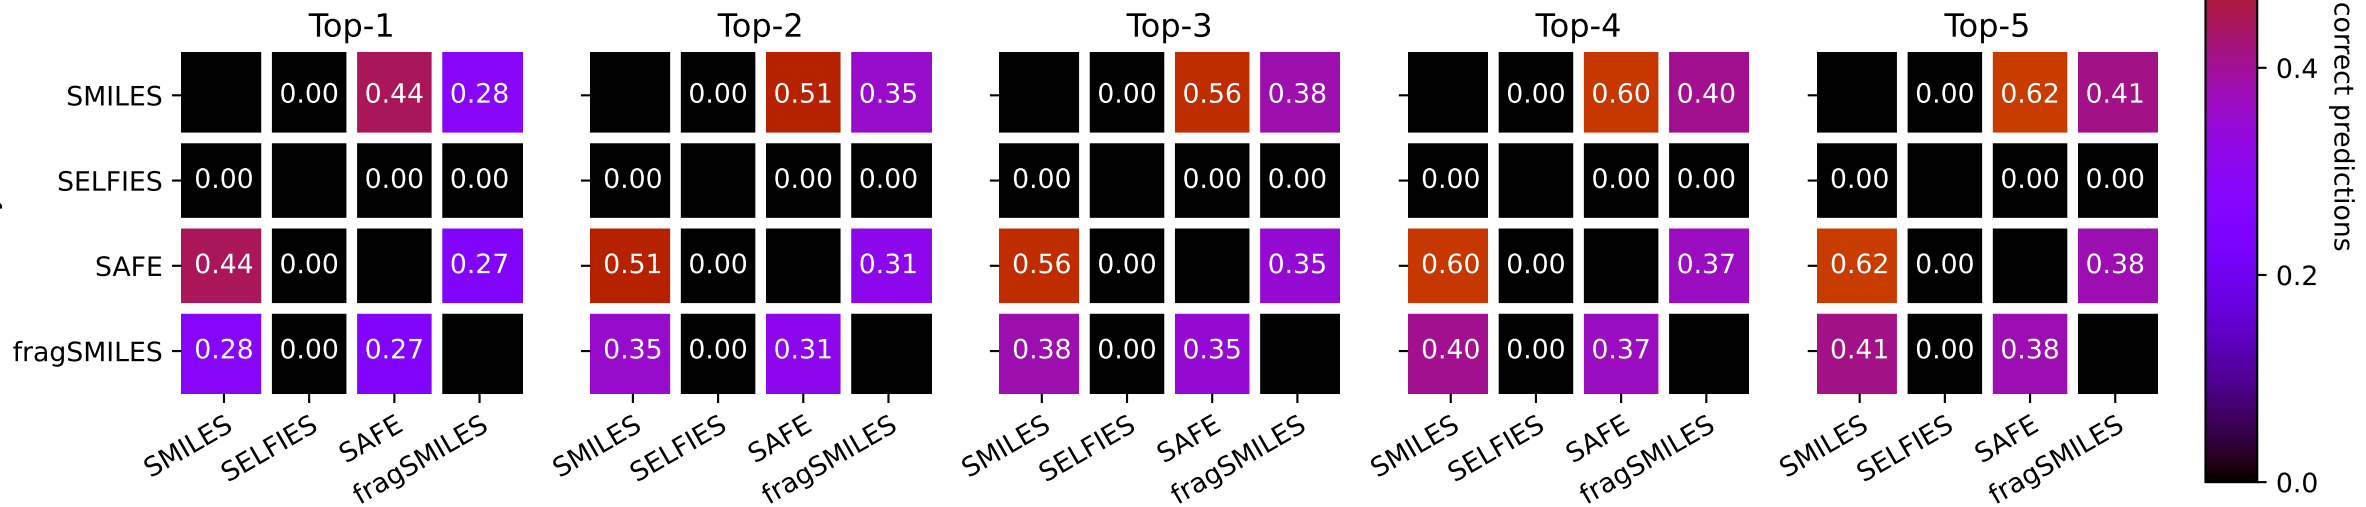 Top-1 Top-2 Top-3 Top-4 Top-5
SMILES 0.00 0.44 0.28 0.00 0.51 0.35 0.00 0.56 0.38 0.00 0.60 0.40 0.00 0.62 0.41
SELFIES 0.00 0.00 0.00 0.00 0.00 0.00 0.00 0.00 0.00 0.00 0.00 0.00 0.00 0.00 0.00
SAFE 0.44 0.00 0.27 0.51 0.00 0.31 0.56 0.00 0.35 0.60 0.00 0.37 0.62 0.00 0.38
fragSMILES 0.28 0.00 0.27 0.35 0.00 0.31 0.38 0.00 0.35 0.40 0.00 0.37 0.41 0.00 0.38
SMILES SELFIES SAFE fragSMILES SMILES SELFIES SAFE fragSMILES SMILES SELFIES SAFE fragSMILES SMILES SELFIES SAFE fragSMILES SMILES SELFIES SAFE fragSMILES
0.4
0.2
0.0
correct predictions